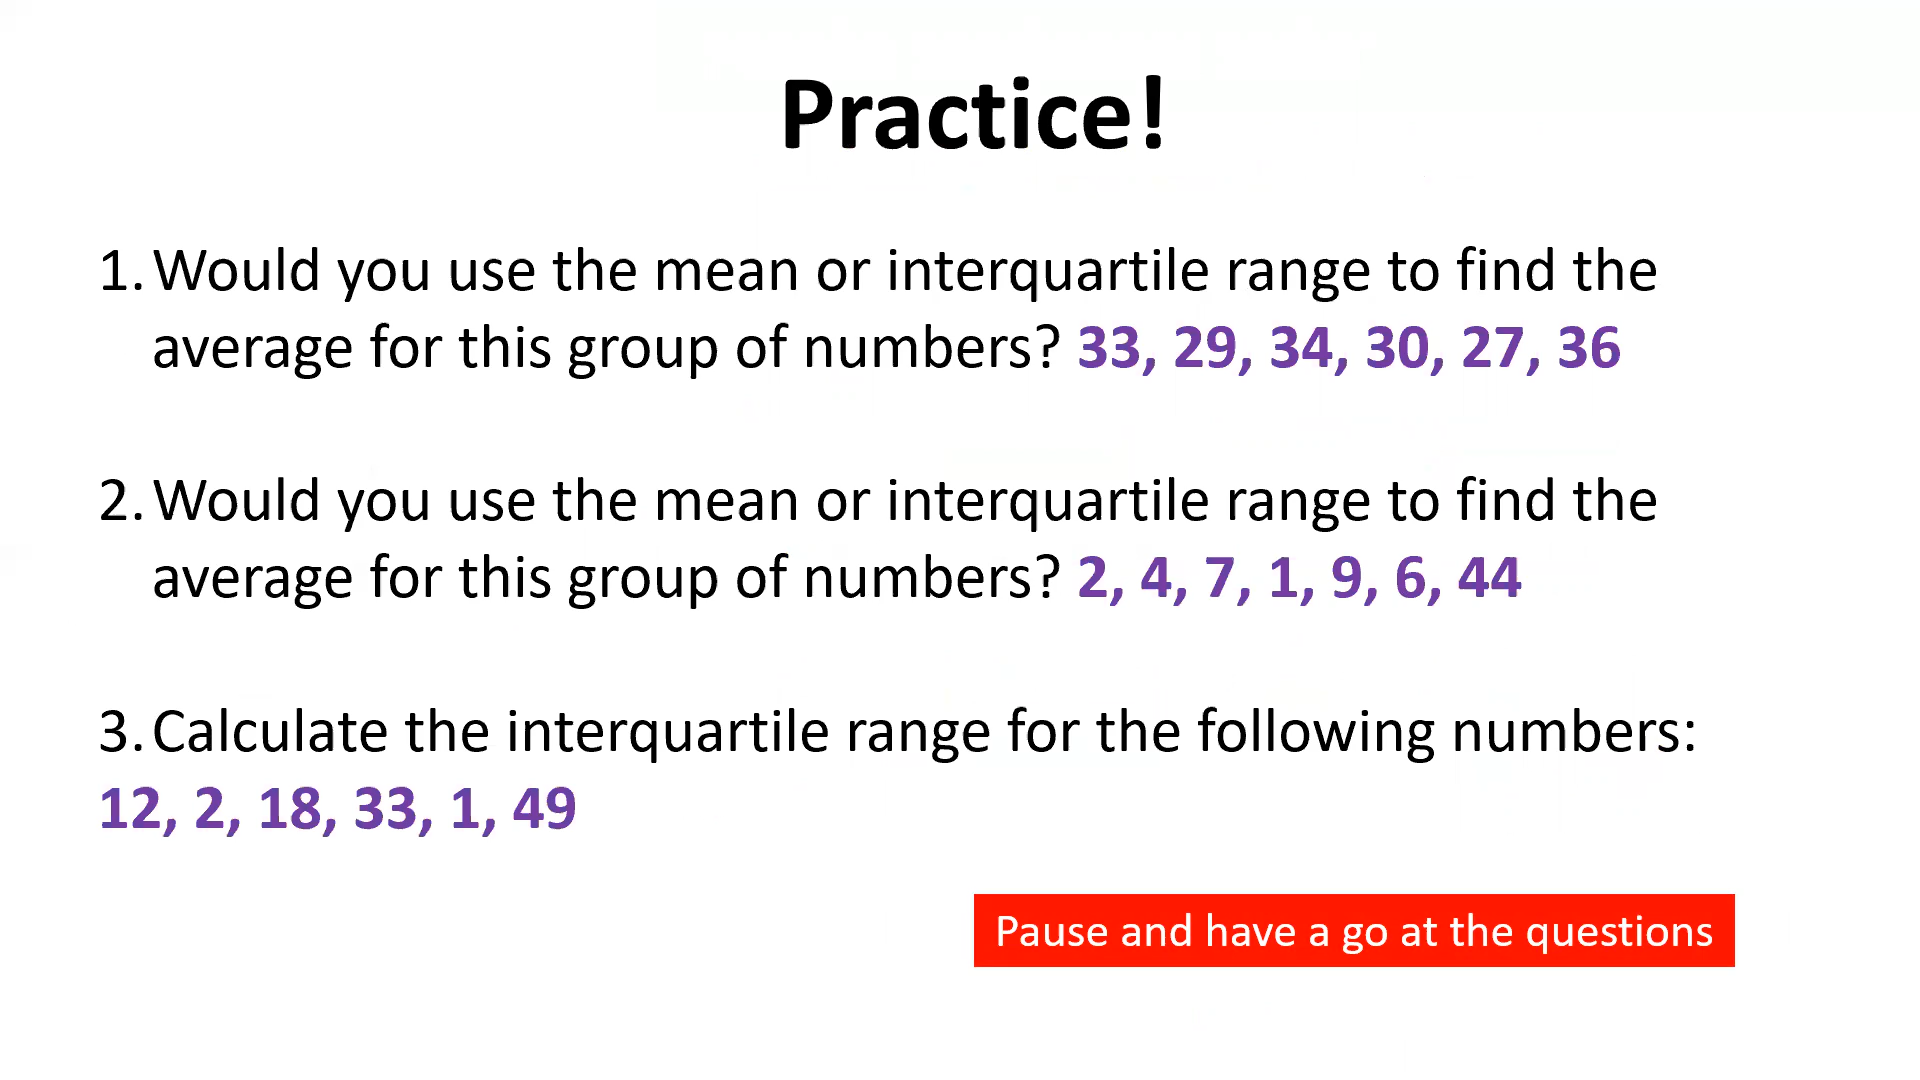 Practice!
1. Would you use the mean or interquartile range to find the
average for this group of numbers? 33, 29, 34, 30, 27, 36
2. Would you use the mean or interquartile range to find the
average for this group of numbers? 2, 4, 7, 1, 9, 6, 44
3. Calculate the interquartile range for the following numbers:
12, 2, 18, 33, 1, 49
Pause and have a go at the questions